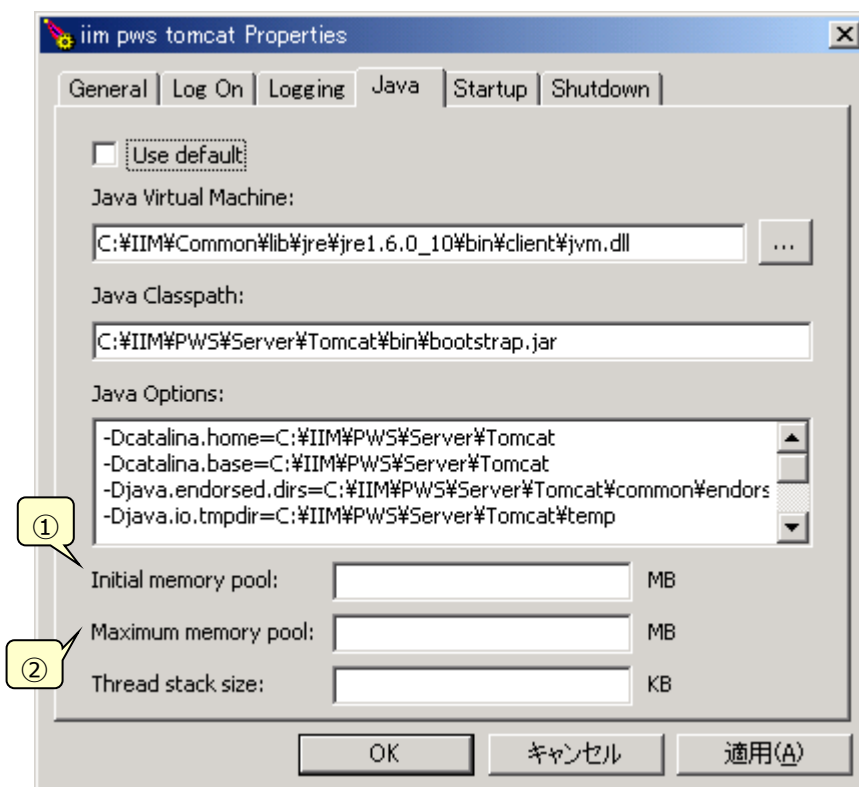 iim pws tomcat Properties
General Log On Logging Java Startup Shutdown
Use default
Java Virtual Machine:
C:¥IIM¥Common¥lib¥jre¥jre1.6.0_10¥bin¥client¥jvm.dll
...
Java Classpath:
C:¥IIM¥PWS¥Server¥Tomcat¥bin¥bootstrap.jar
Java Options:
-Dcatalina.home=C:¥IIM¥PWS¥Server¥Tomcat
-Dcatalina.base=C:¥IIM¥PWS¥Server¥Tomcat
-Djava.endorsed.dirs=C:¥IIM¥PWS¥Server¥Tomcat¥common¥endors
-Djava.io.tmpdir=C:¥IIM¥PWS¥Server¥Tomcat¥temp
①
Initial memory pool: MB
Maximum memory pool: MB
②
Thread stack size: KB
OK キャンセル 適用(A)